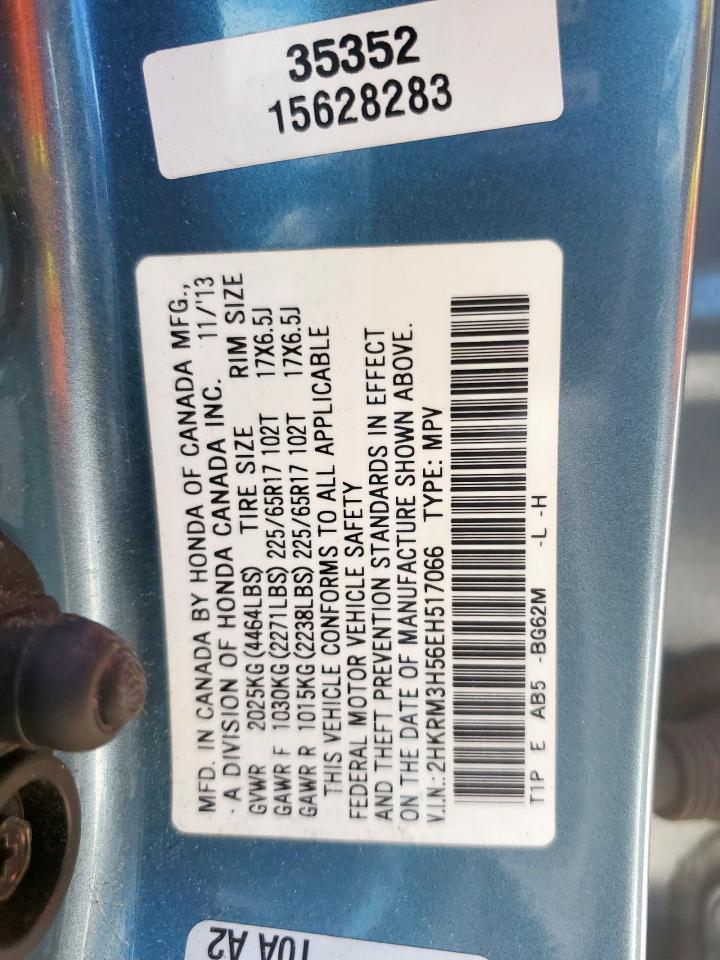 35352
15628283
MFD. IN CANADA BY HONDA OF CANADA MFG.,
A DIVISION OF HONDA CANADA INC. 11/'13
GVWR 2025KG (4464LBS) TIRE SIZE RIM SIZE
GAWR F 1030KG (2271LBS) 225/65R17 102T 17X6.5J
GAWR R 1015KG (2238LBS) 225/65R17 102T 17X6.5J
THIS VEHICLE CONFORMS TO ALL APPLICABLE
FEDERAL MOTOR VEHICLE SAFETY
AND THEFT PREVENTION STANDARDS IN EFFECT
ON THE DATE OF MANUFACTURE SHOWN ABOVE.
V.I.N.: 2HKRM3H56EH517066 TYPE: MPV
T1P E AB5 -BG62M -L -H
A2